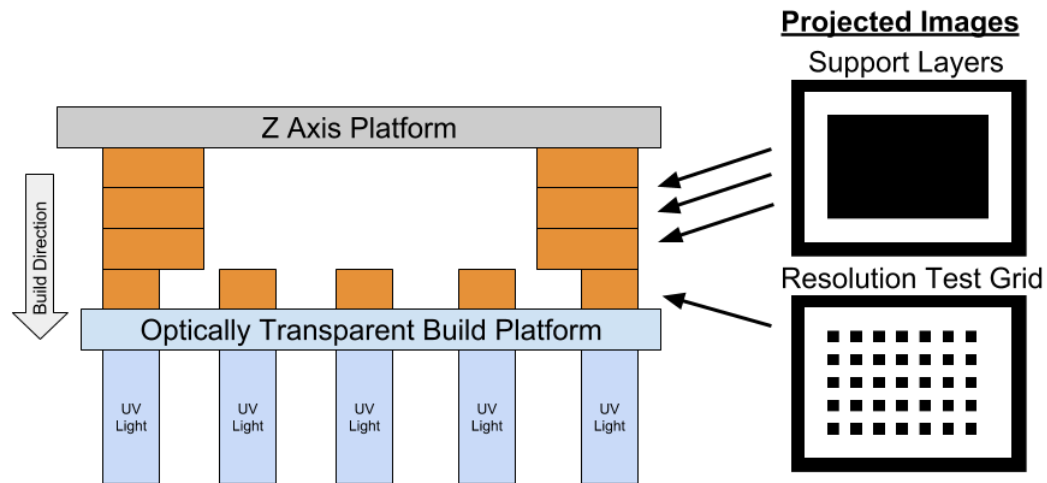 Projected Images
Support Layers
Z Axis Platform
Build Direction
Resolution Test Grid
Optically Transparent Build Platform
UV
Light
UV
Light
UV
Light
UV
Light
UV
Light